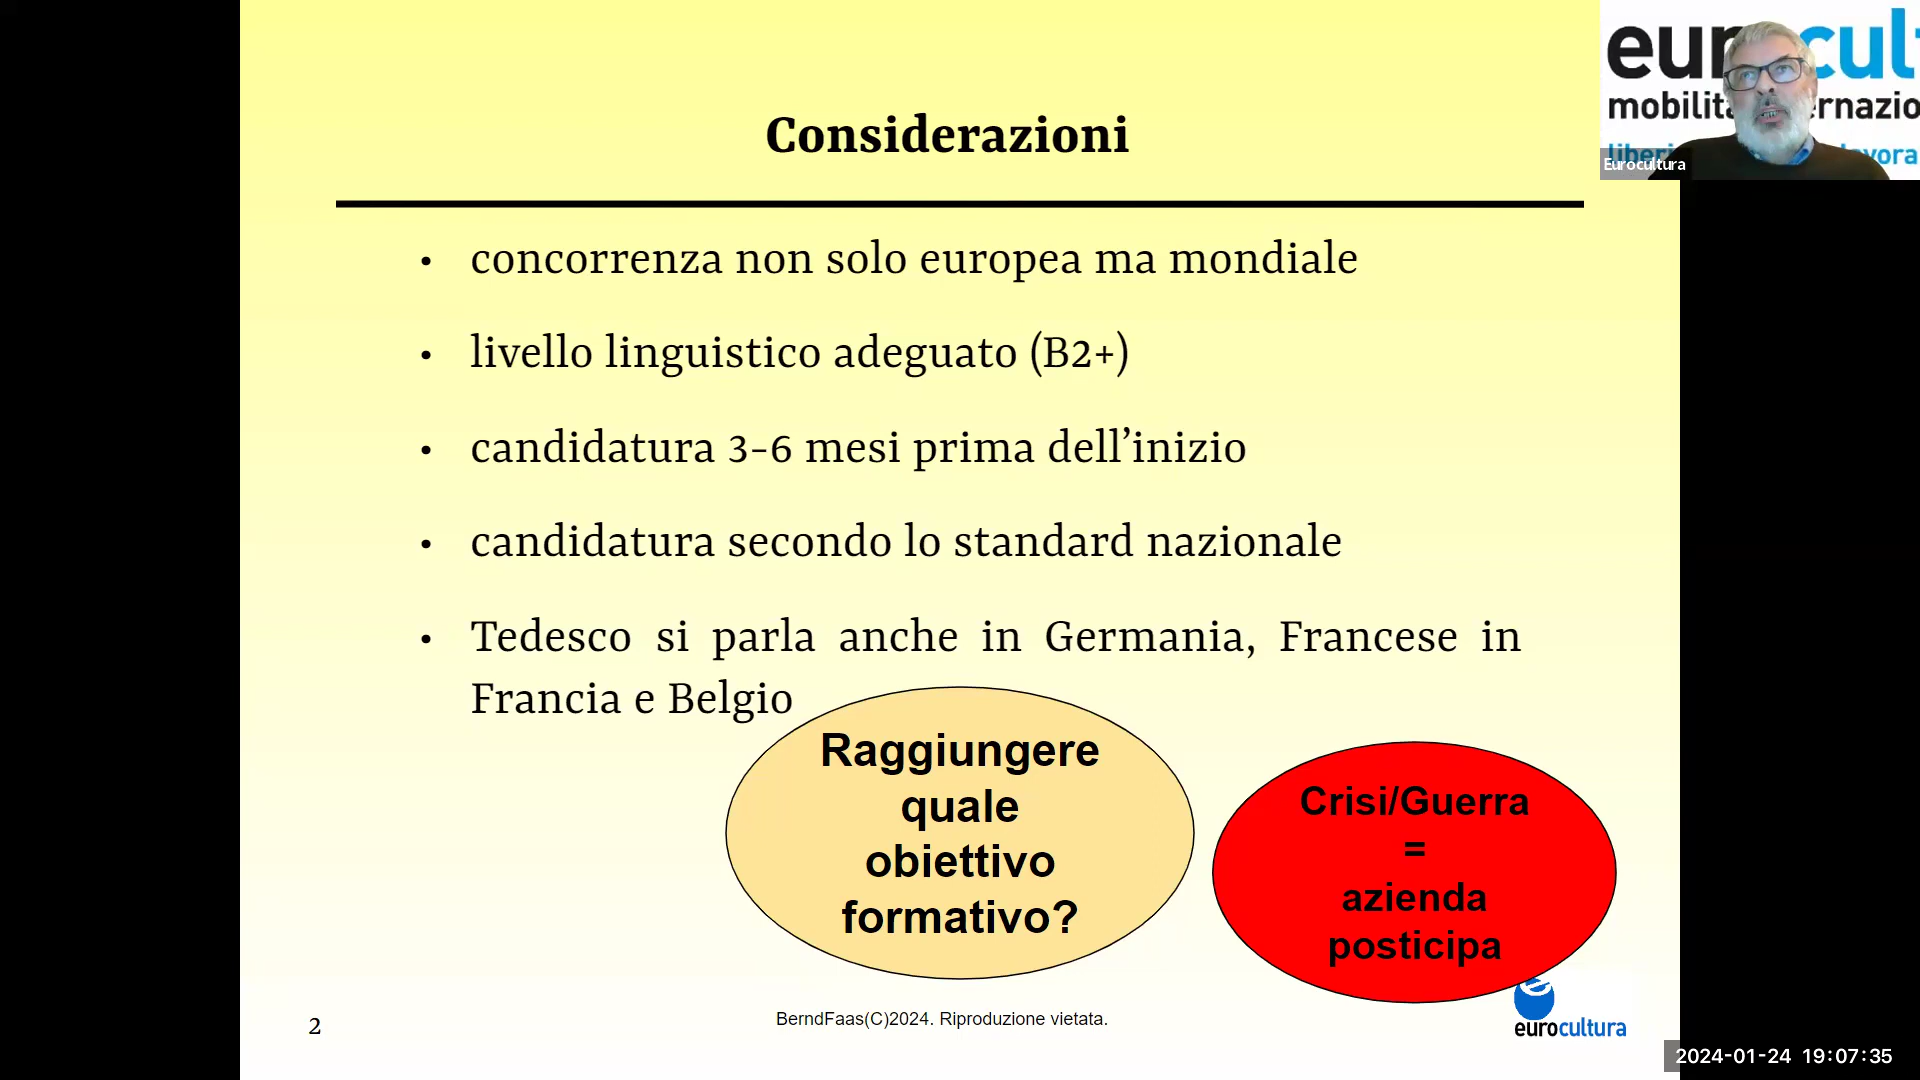 Considerazioni
• concorrenza non solo europea ma mondiale
• livello linguistico adeguato (B2+)
• candidatura 3-6 mesi prima dell’inizio
• candidatura secondo lo standard nazionale
• Tedesco si parla anche in Germania, Francese in
Francia e Belgio
Raggiungere
quale
obiettivo
formativo?
Crisi/Guerra
=
azienda
posticipa
2
BerndFaas(C)2024. Riproduzione vietata.
eurocultura
Eurocultura
2024-01-24 19:07:35